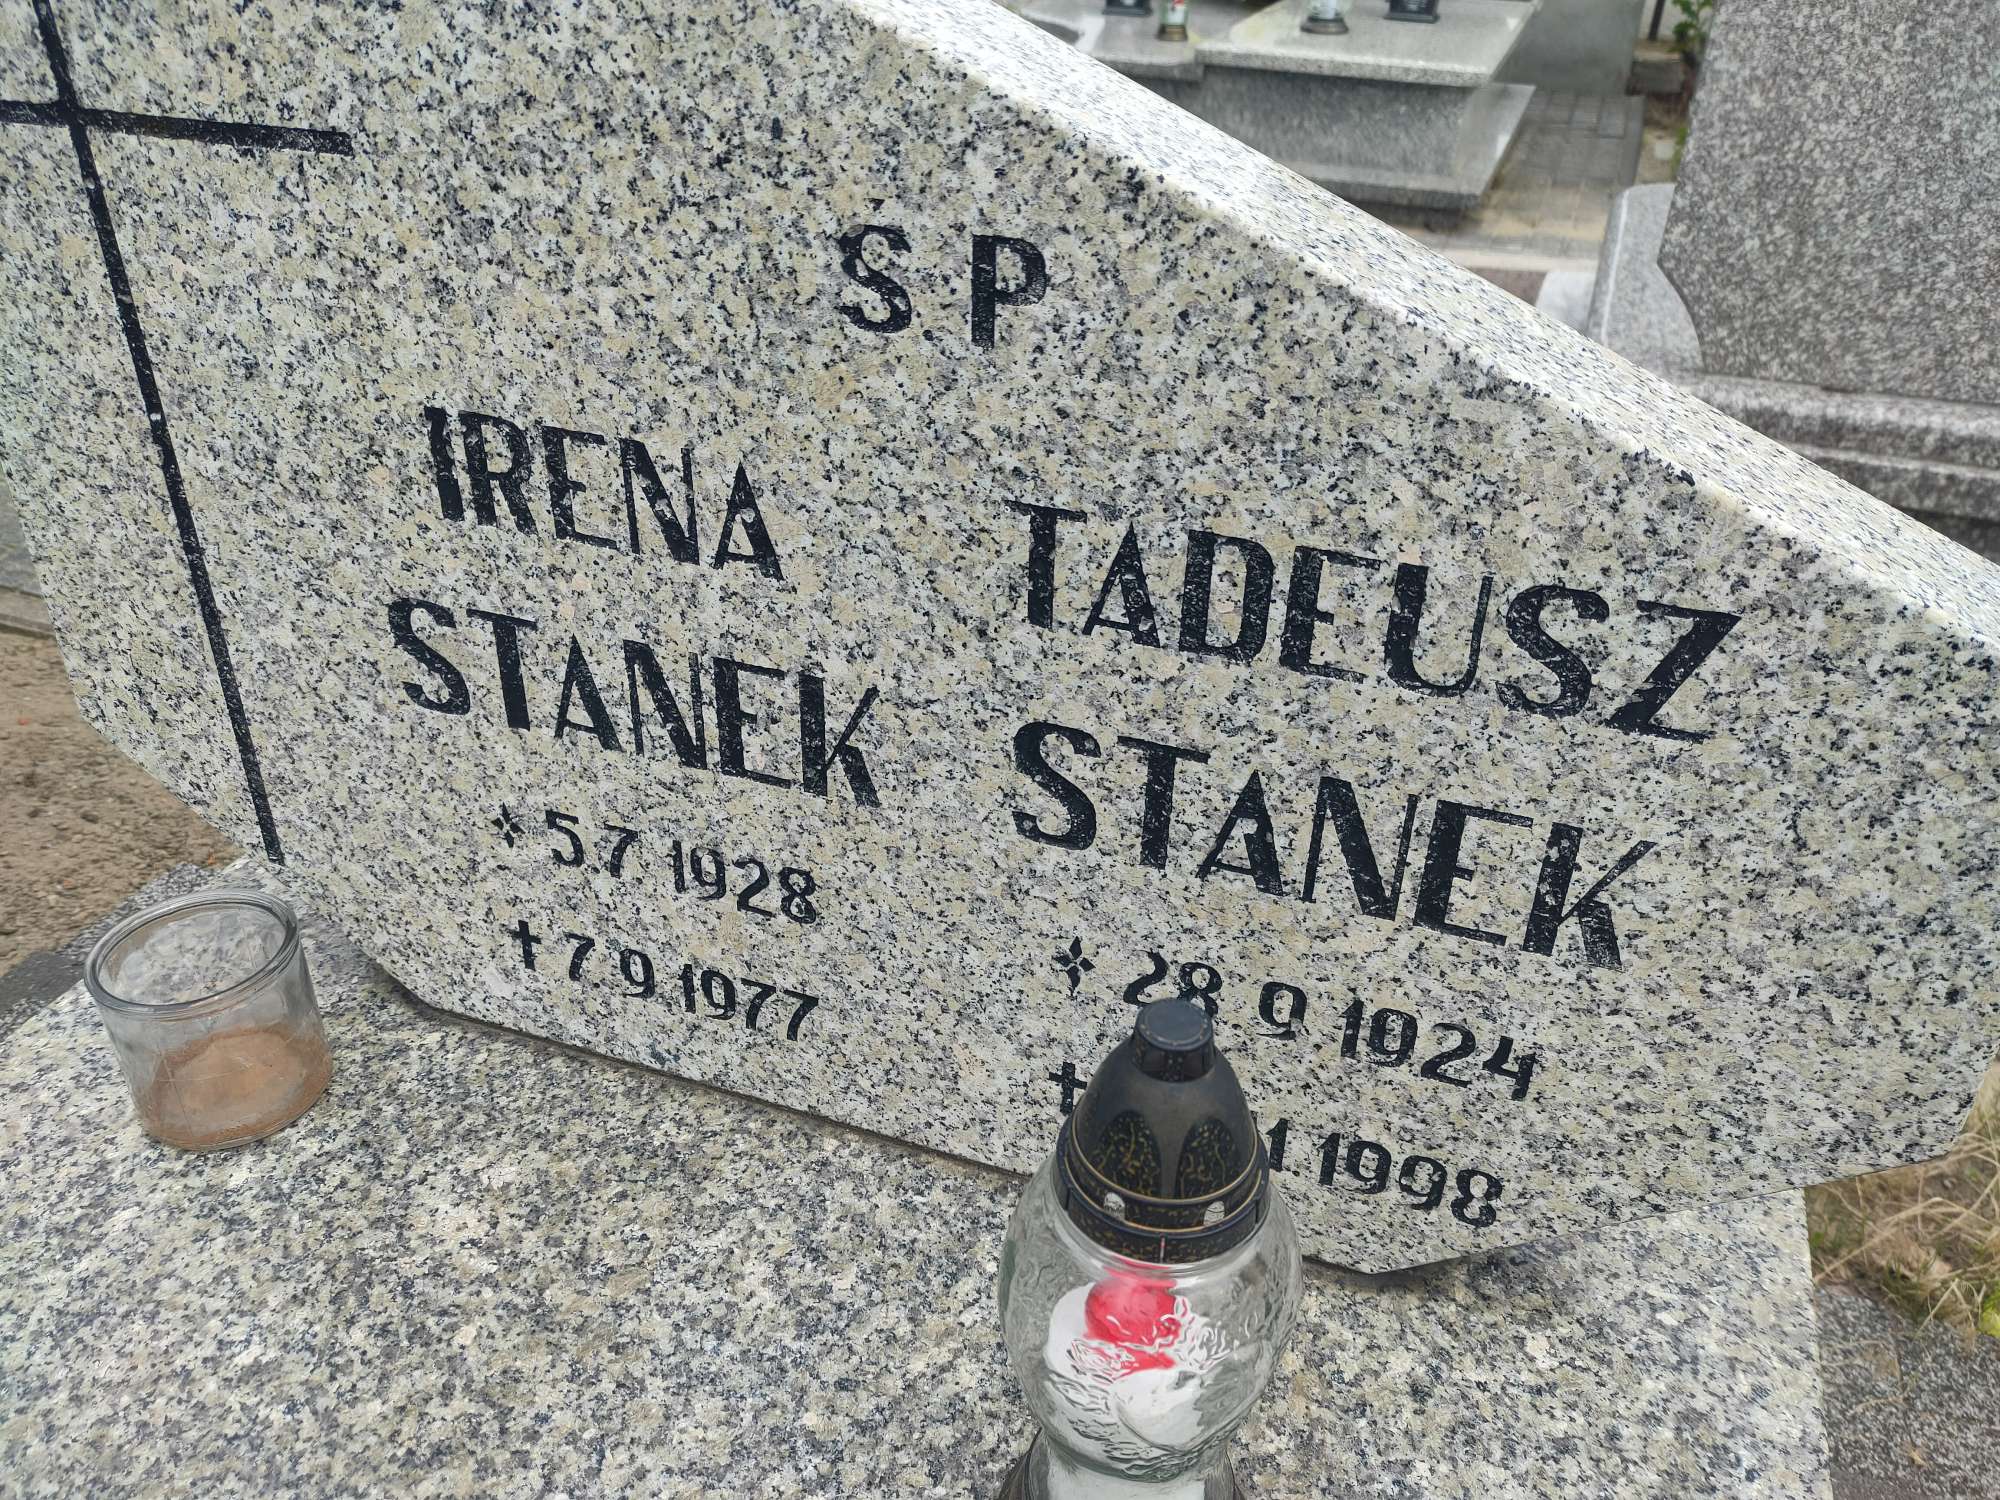 Ś.P
IRENA
STANEK
5.7 1928
7 9 1977
TADEUSZ
STANEK
28 9 1924
1 1998